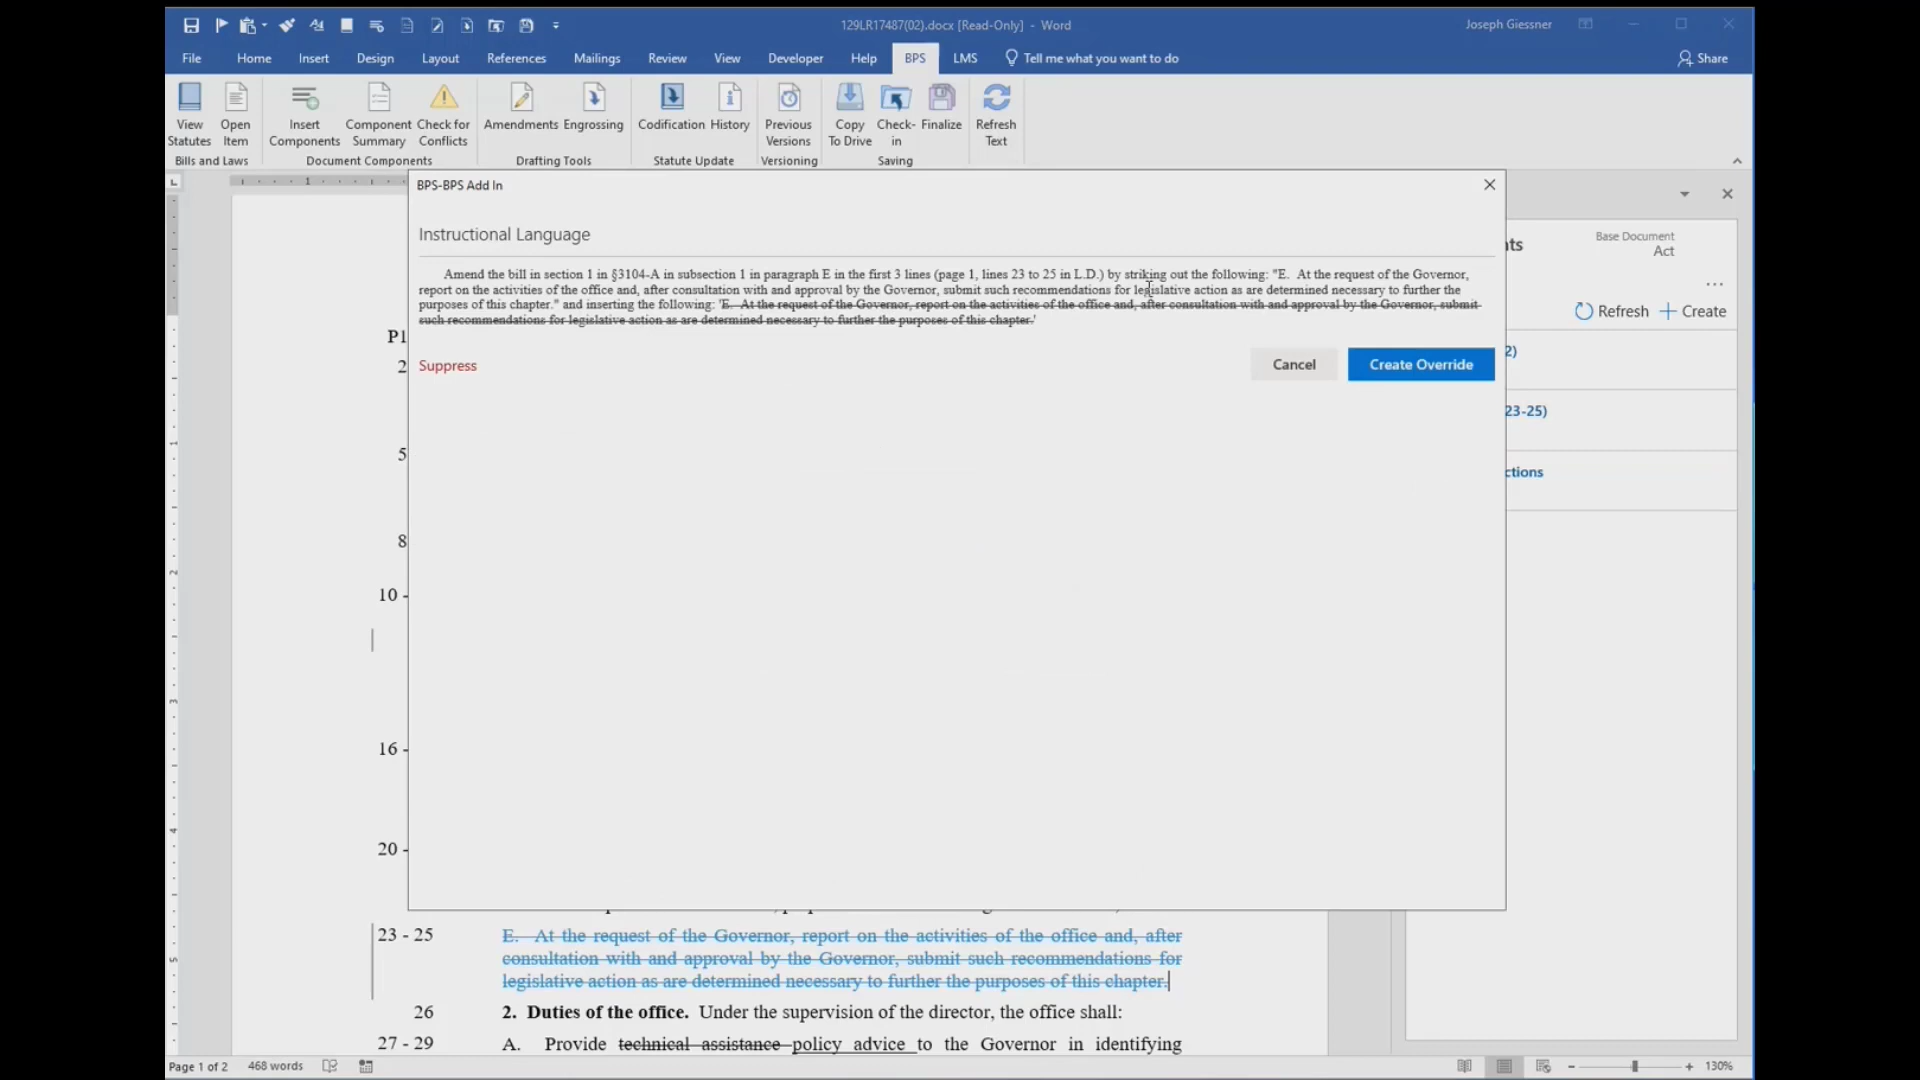 129LR17487(02).docx [Read-Only] - Word
Joseph Giessner
File Home Insert Design Layout References Mailings Review View Developer Help BPS LMS Tell me what you want to do Share
View Statutes
Open Item
Insert Components
Component Summary
Check for Conflicts
Amendments
Engrossing
Codification
History
Previous Versions
Copy To Drive
Check-in
Finalize
Refresh Text
Bills and Laws
Document Components
Drafting Tools
Statute Update
Versioning
Saving
1
BPS-BPS Add In
Instructional Language
Amend the bill in section 1 in §3104-A in subsection 1 in paragraph E in the first 3 lines (page 1, lines 23 to 25 in L.D.) by striking out the following: "E. At the request of the Governor,
report on the activities of the office and, after consultation with and approval by the Governor, submit such recommendations for legislative action as are determined necessary to further the
purposes of this chapter." and inserting the following: 'E. At the request of the Governor, report on the activities of the office and, after consultation with and approval by the Governor, submit
such recommendations for legislative action as are determined necessary to further the purposes of this chapter.'
Suppress
Cancel
Create Override
nts
Base Document
Act
...
Refresh
Create
2)
23-25)
ctions
P1
2
5
8
10 -
16 -
20 -
23 - 25 E. At the request of the Governor, report on the activities of the office and, after
consultation with and approval by the Governor, submit such recommendations for
legislative action as are determined necessary to further the purposes of this chapter.
26 2. Duties of the office. Under the supervision of the director, the office shall:
27 - 29 A. Provide technical assistance policy advice to the Governor in identifying
Page 1 of 2 468 words 130%